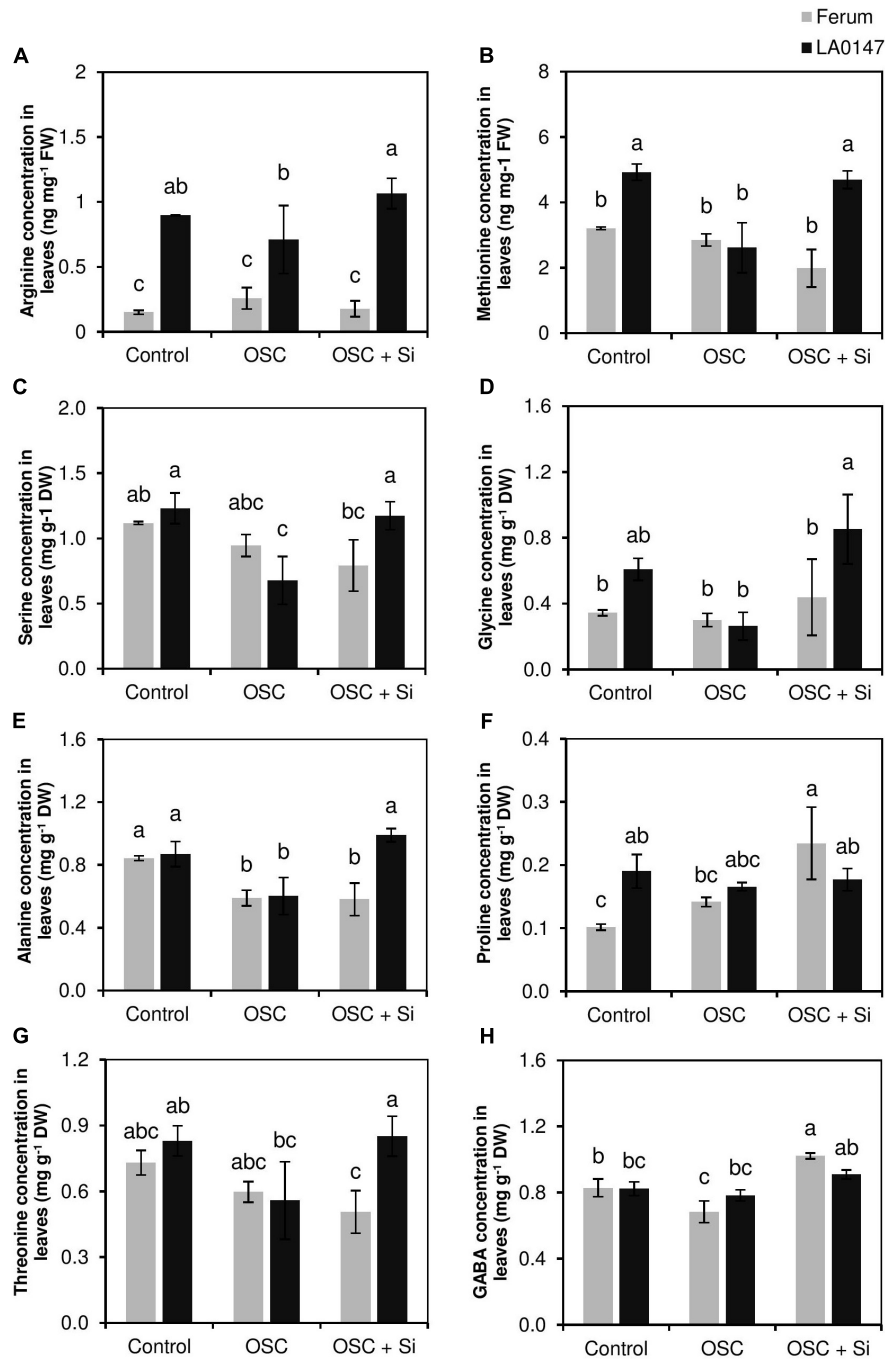 Ferum
LA0147
A
Arginine concentration in
leaves (ng mg⁻¹ FW)
2
1.5
1
0.5
0
c
ab
c
b
c
a
Control
OSC
OSC + Si
B
Methionine concentration in
leaves (ng mg-1 FW)
8
6
4
2
0
b
a
b
b
b
a
Control
OSC
OSC + Si
C
Serine concentration in
leaves (mg g-1 DW)
2.0
1.5
1.0
0.5
0.0
ab
a
abc
c
bc
a
Control
OSC
OSC + Si
D
Glycine concentration in
leaves (mg g⁻¹ DW)
1.6
1.2
0.8
0.4
0.0
b
ab
b
b
b
a
Control
OSC
OSC + Si
E
Alanine concentration in
leaves (mg g⁻¹ DW)
1.6
1.2
0.8
0.4
0.0
a
a
b
b
b
a
Control
OSC
OSC + Si
F
Proline concentration in
leaves (mg g⁻¹ DW)
0.4
0.3
0.2
0.1
0.0
c
ab
bc
abc
a
ab
Control
OSC
OSC + Si
G
Threonine concentration in
leaves (mg g⁻¹ DW)
1.2
0.9
0.6
0.3
0.0
abc
ab
abc
bc
c
a
Control
OSC
OSC + Si
H
GABA concentration in
leaves (mg g⁻¹ DW)
1.6
1.2
0.8
0.4
0.0
b
bc
c
bc
a
ab
Control
OSC
OSC + Si